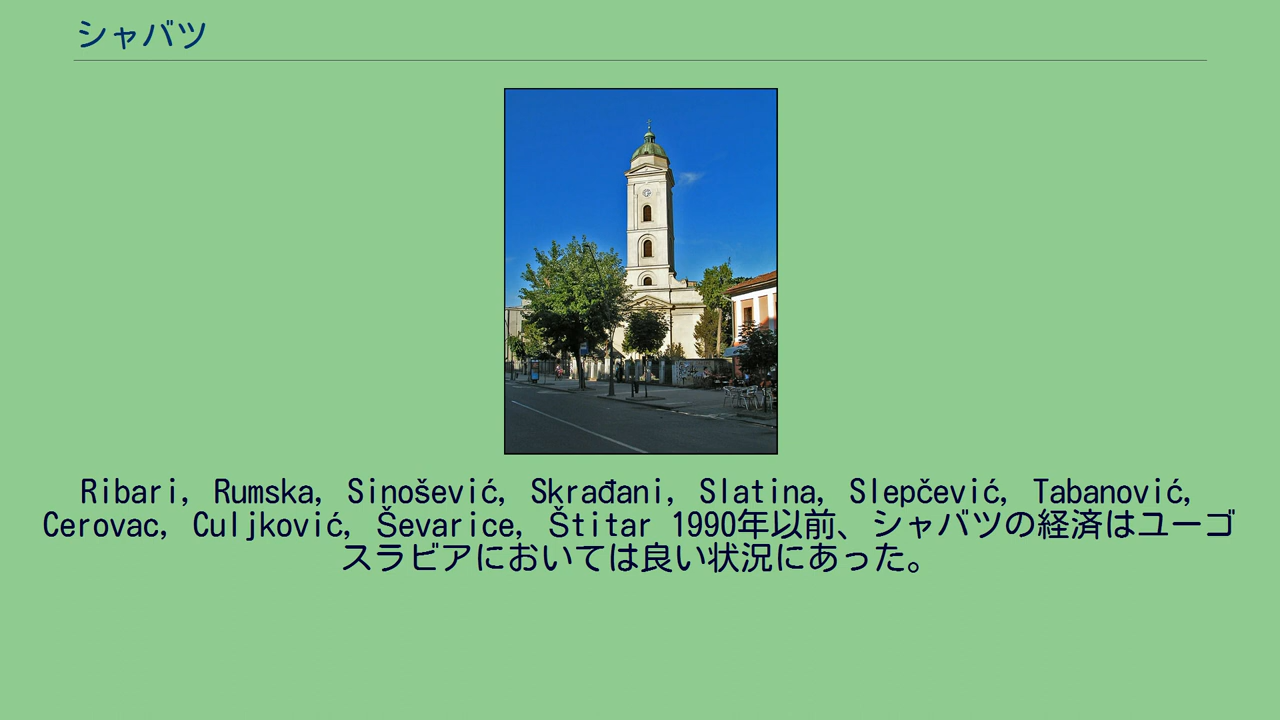 シャバツ
Ribari, Rumska, Sinošević, Skrađani, Slatina, Slepčević, Tabanović,
Cerovac, Culjković, Ševarice, Štitar 1990年以前、シャバツの経済はユーゴ
スラビアにおいては良い状況にあった。